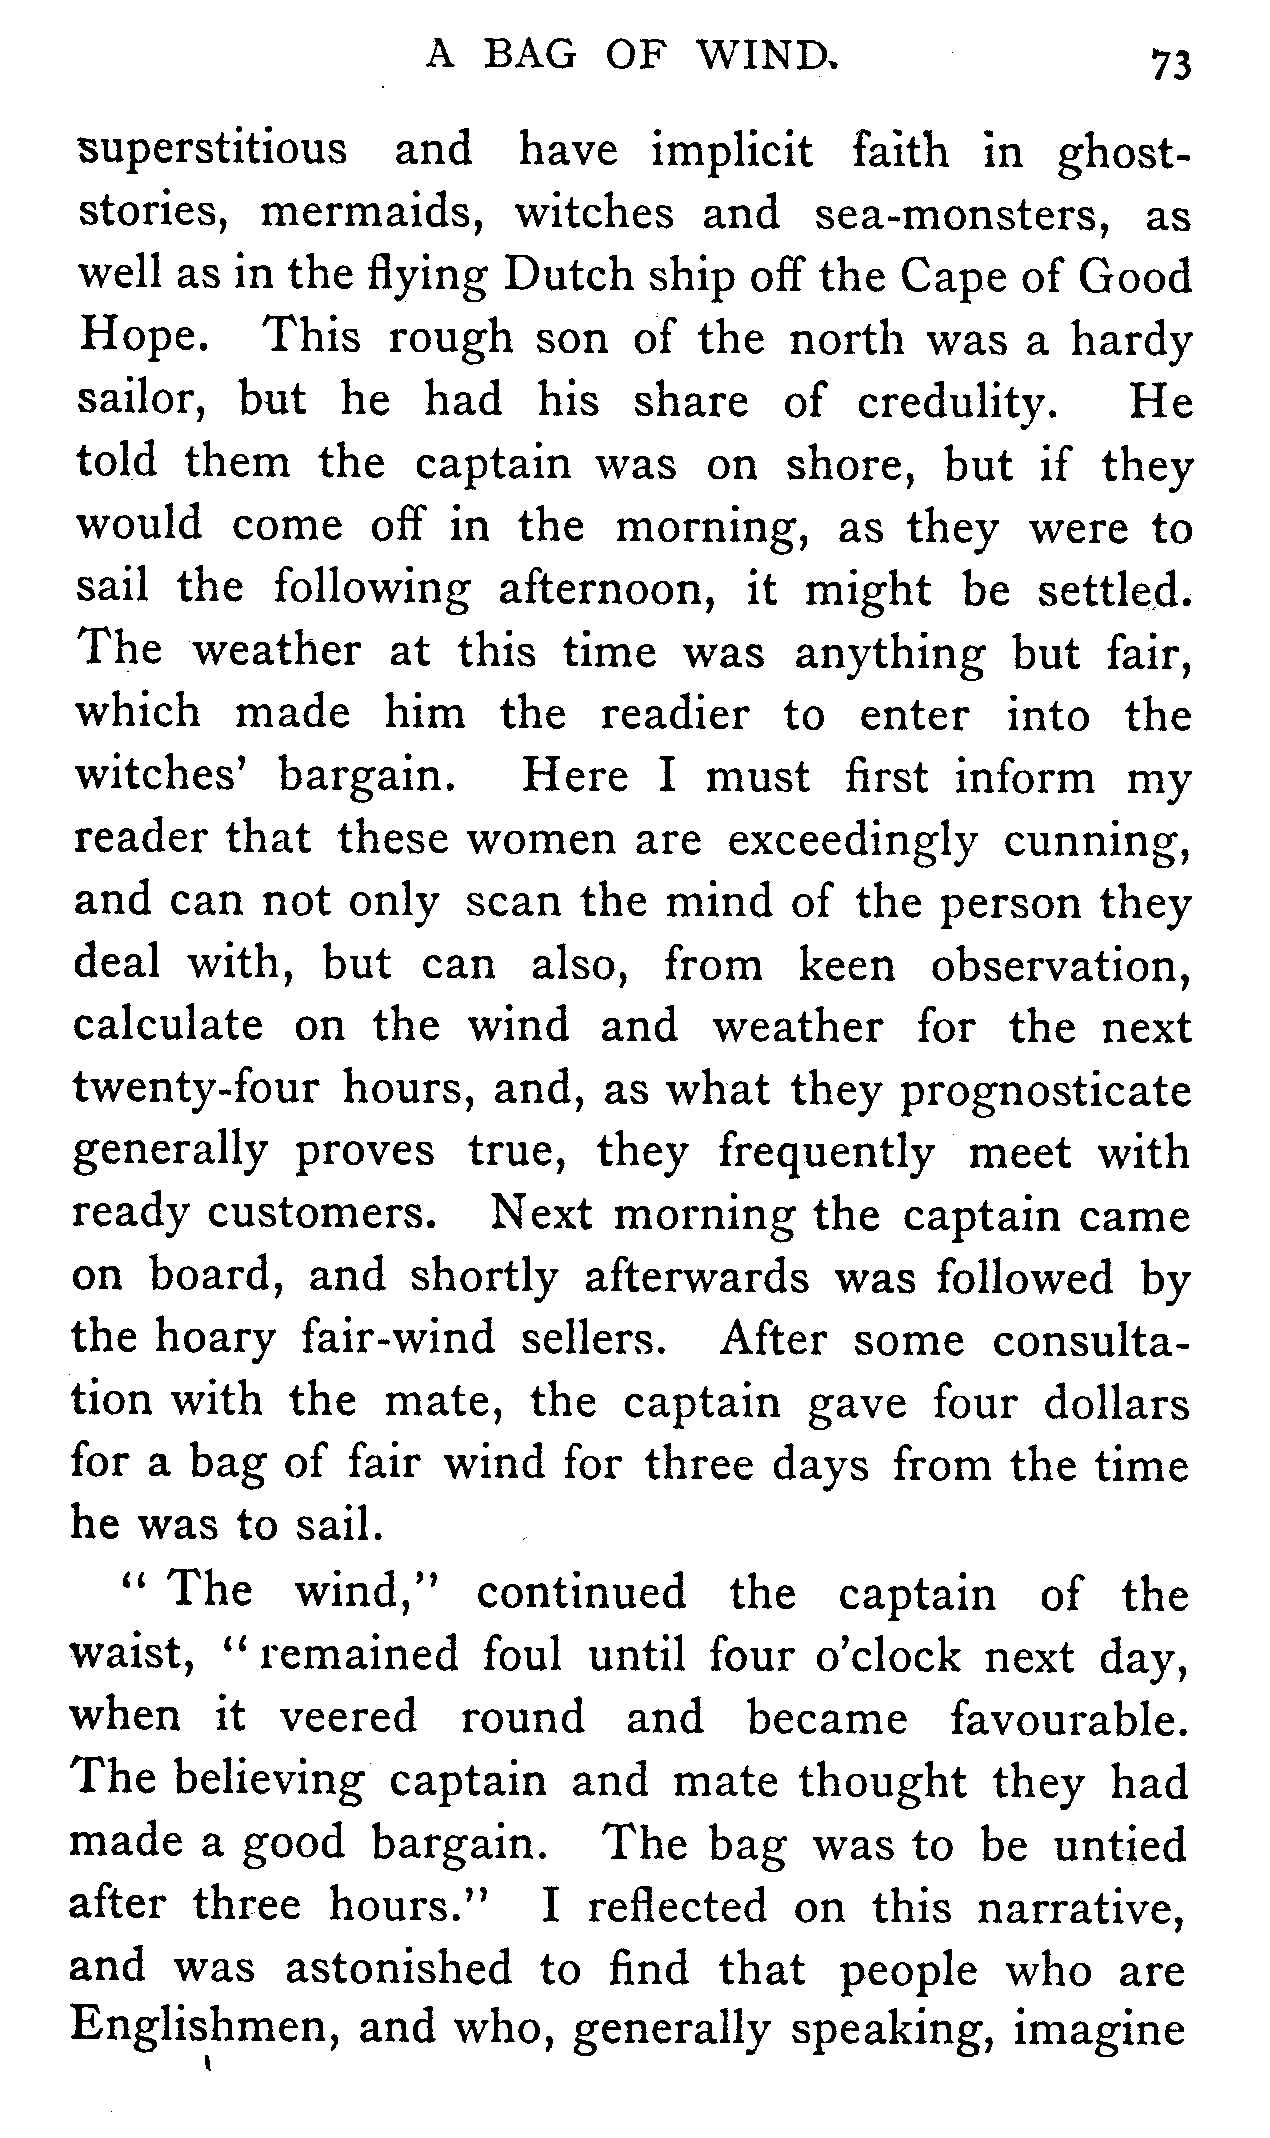 A BAG OF WIND. 73
superstitious and have implicit faith in ghost-
stories, mermaids, witches and sea-monsters, as
well as in the flying Dutch ship off the Cape of Good
Hope. This rough son of the north was a hardy
sailor, but he had his share of credulity. He
told them the captain was on shore, but if they
would come off in the morning, as they were to
sail the following afternoon, it might be settled.
The weather at this time was anything but fair,
which made him the readier to enter into the
witches' bargain. Here I must first inform my
reader that these women are exceedingly cunning,
and can not only scan the mind of the person they
deal with, but can also, from keen observation,
calculate on the wind and weather for the next
twenty-four hours, and, as what they prognosticate
generally proves true, they frequently meet with
ready customers. Next morning the captain came
on board, and shortly afterwards was followed by
the hoary fair-wind sellers. After some consulta-
tion with the mate, the captain gave four dollars
for a bag of fair wind for three days from the time
he was to sail.
“ The wind,” continued the captain of the
waist, “ remained foul until four o'clock next day,
when it veered round and became favourable.
The believing captain and mate thought they had
made a good bargain. The bag was to be untied
after three hours.” I reflected on this narrative,
and was astonished to find that people who are
Englishmen, and who, generally speaking, imagine